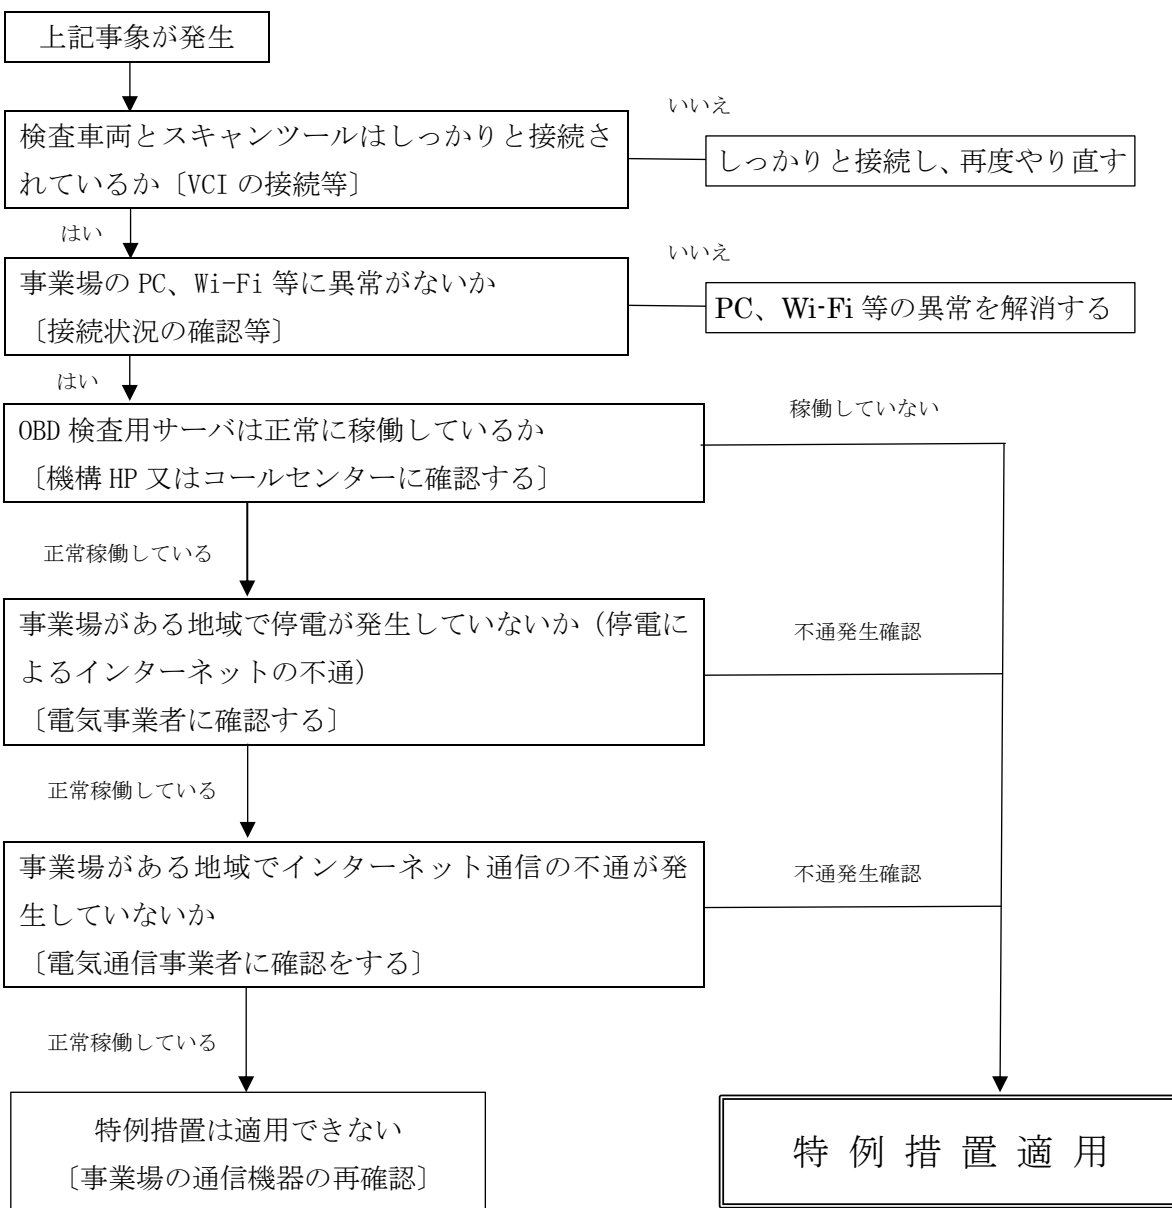 上記事象が発生
検査車両とスキャンツールはしっかりと接続さ
れているか〔VCI の接続等〕
いいえ
しっかりと接続し、再度やり直す
はい
事業場の PC、Wi-Fi 等に異常がないか
〔接続状況の確認等〕
いいえ
PC、Wi-Fi 等の異常を解消する
はい
OBD 検査用サーバは正常に稼働しているか
〔機構 HP 又はコールセンターに確認する〕
稼働していない
正常稼働している
事業場がある地域で停電が発生していないか（停電に
よるインターネットの不通）
〔電気事業者に確認する〕
不通発生確認
正常稼働している
事業場がある地域でインターネット通信の不通が発
生していないか
〔電気通信事業者に確認をする〕
不通発生確認
正常稼働している
特例措置は適用できない
〔事業場の通信機器の再確認〕
特 例 措 置 適 用